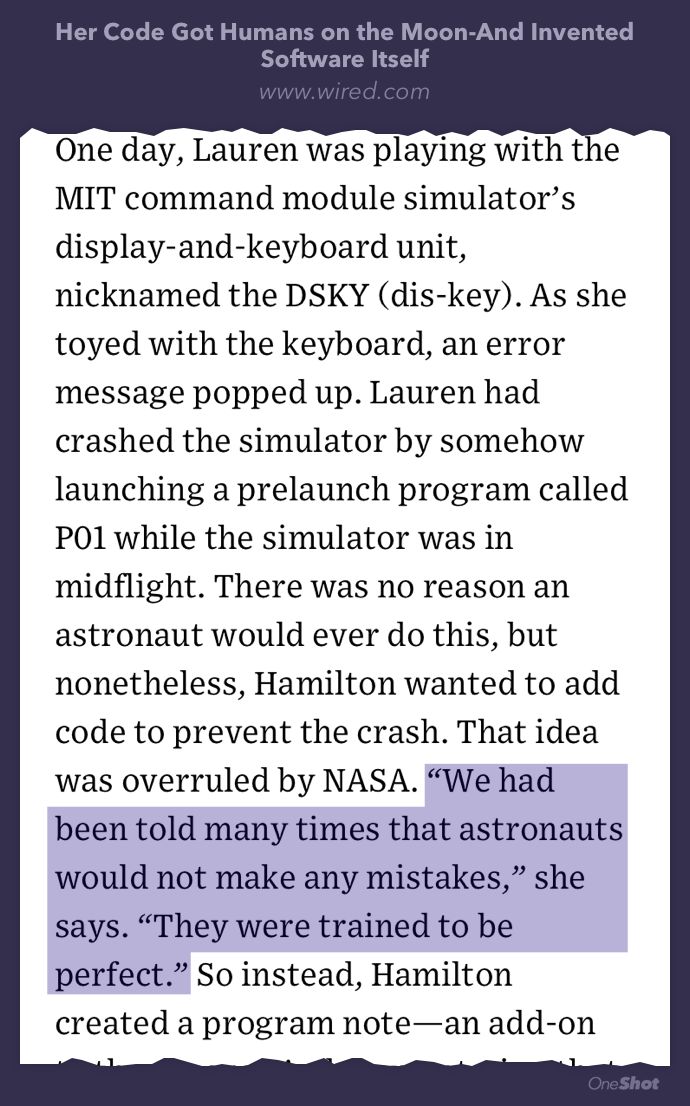 Her Code Got Humans on the Moon-And Invented
Software Itself
www.wired.com
One day, Lauren was playing with the
MIT command module simulator’s
display-and-keyboard unit,
nicknamed the DSKY (dis-key). As she
toyed with the keyboard, an error
message popped up. Lauren had
crashed the simulator by somehow
launching a prelaunch program called
P01 while the simulator was in
midflight. There was no reason an
astronaut would ever do this, but
nonetheless, Hamilton wanted to add
code to prevent the crash. That idea
was overruled by NASA. “We had
been told many times that astronauts
would not make any mistakes,” she
says. “They were trained to be
perfect.” So instead, Hamilton
created a program note—an add-on
OneShot